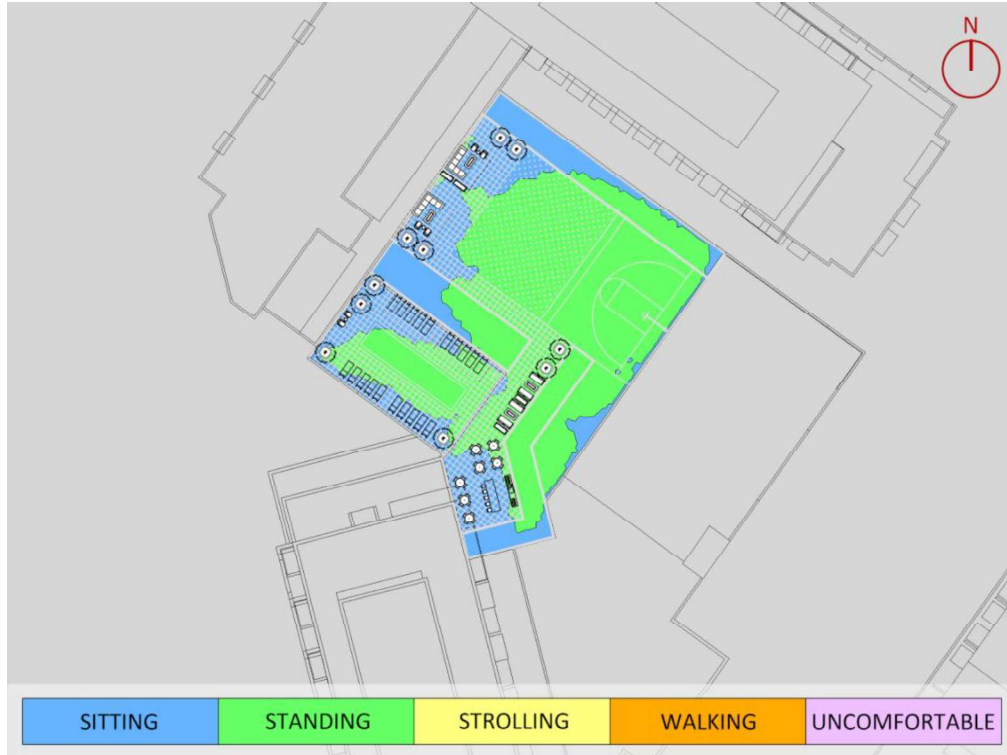 N
SITTING
STANDING
STROLLING
WALKING
UNCOMFORTABLE